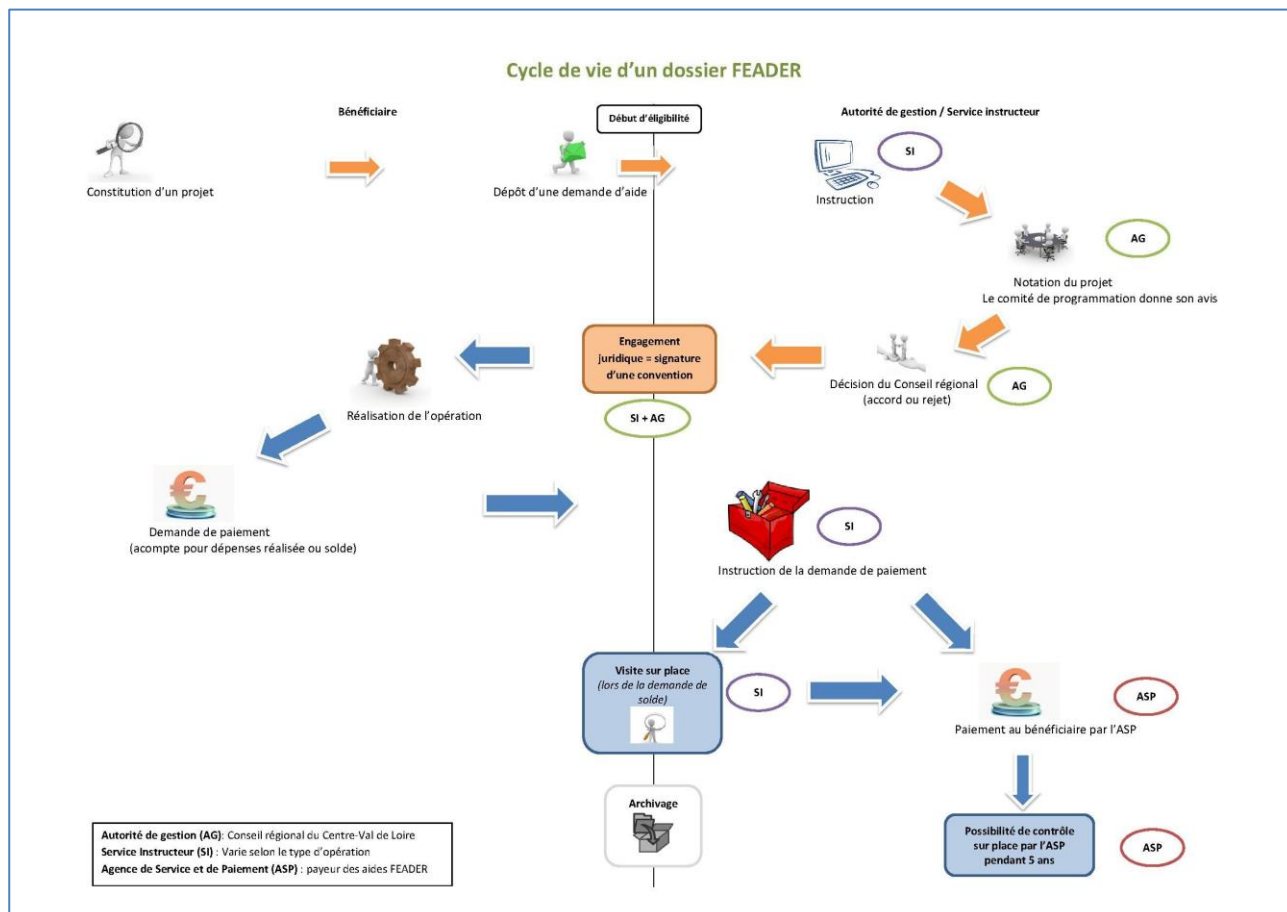 Cycle de vie d'un dossier FEADER
Bénéficiaire
Début d'éligibilité
Autorité de gestion / Service instructeur
SI
Constitution d'un projet
Dépôt d'une demande d'aide
Instruction
AG
Notation du projet
Le comité de programmation donne son avis
Engagement
juridique = signature
d'une convention
Décision du Conseil régional
(accord ou rejet)
AG
Réalisation de l'opération
SI + AG
Demande de paiement
(acompte pour dépenses réalisée ou solde)
SI
Instruction de la demande de paiement
Visite sur place
(lors de la demande de
solde)
SI
ASP
Paiement au bénéficiaire par l'ASP
Archivage
Possibilité de contrôle
sur place par l'ASP
pendant 5 ans
ASP
Autorité de gestion (AG): Conseil régional du Centre-Val de Loire
Service Instructeur (SI) : Varie selon le type d'opération
Agence de Service et de Paiement (ASP) : payeur des aides FEADER